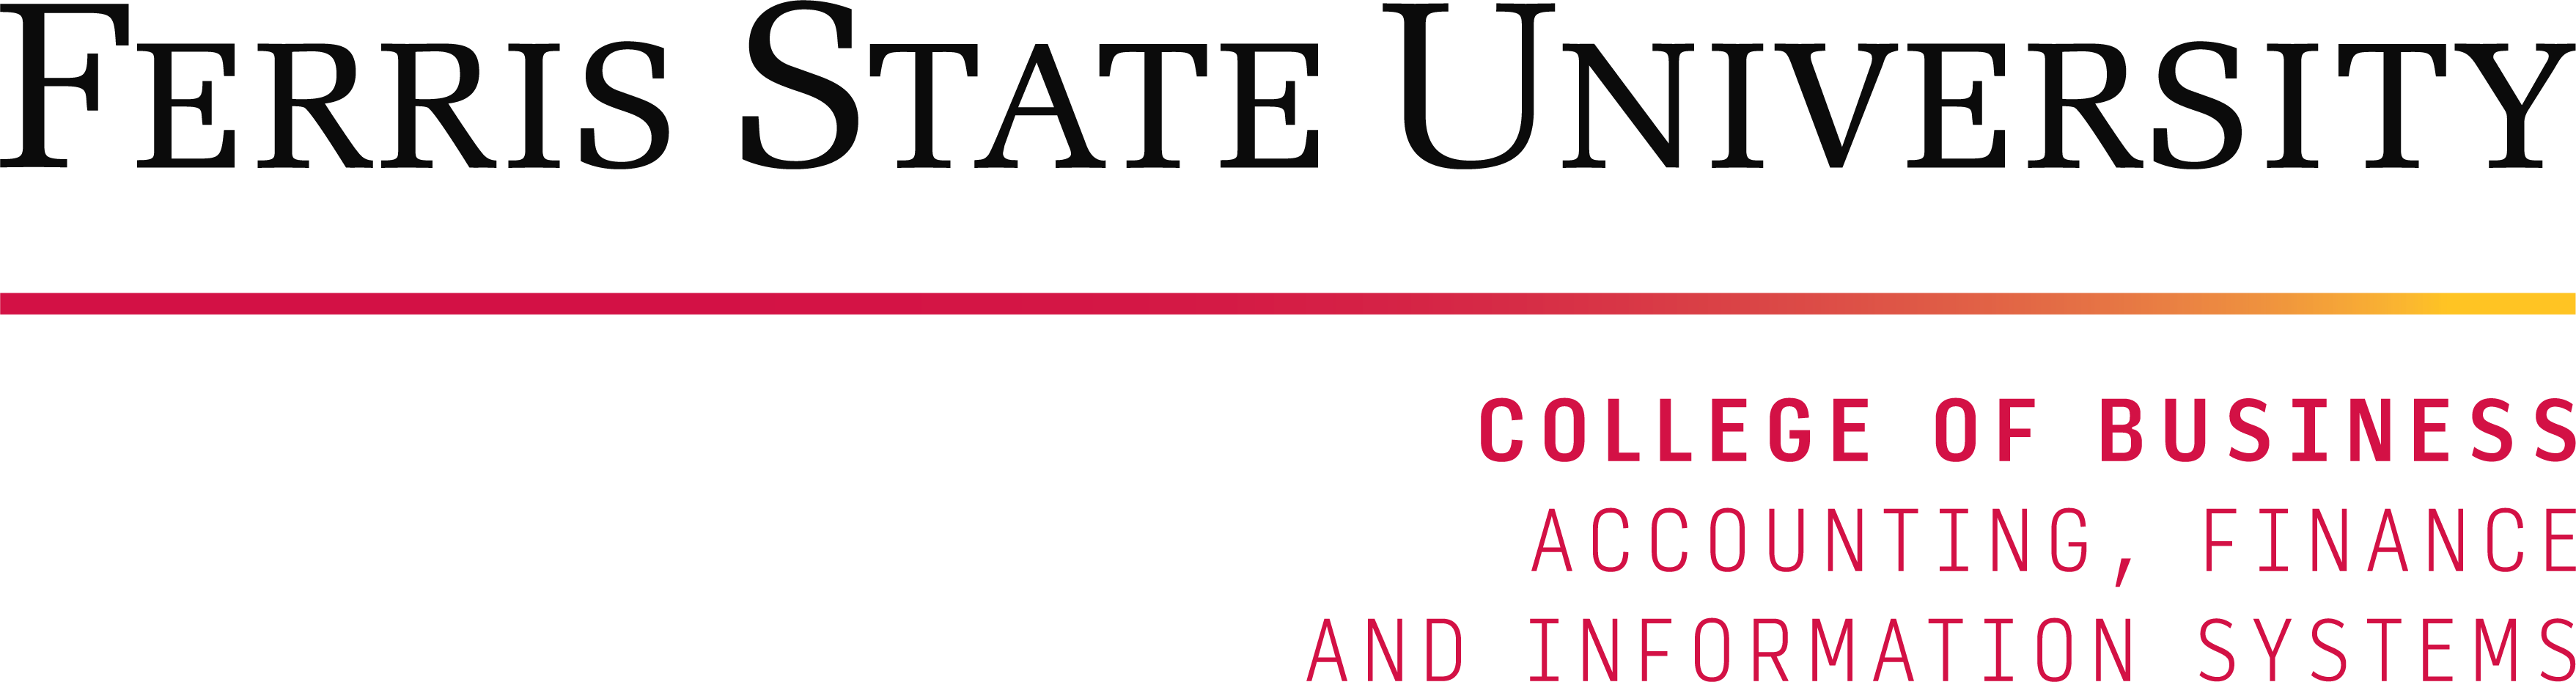 FERRIS STATE UNIVERSITY
COLLEGE OF BUSINESS
ACCOUNTING, FINANCE
AND INFORMATION SYSTEMS